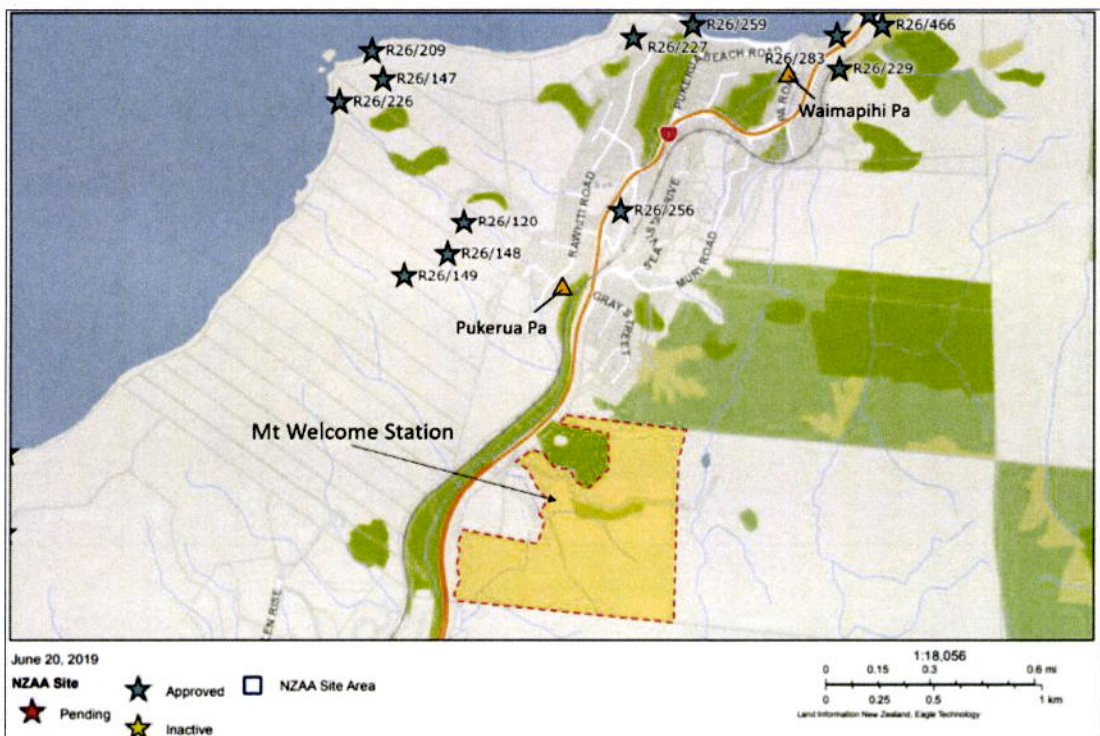 R26/259
R26/466
R26/209
R26/227
BEACH ROAD
R26/283
R26/147
R26/229
R26/226
Waimapihi Pa
RAWHITI ROAD
R26/256
R26/120
R26/148
MURI ROAD
R26/149
GRAY STREET
Pukerua Pa
Mt Welcome Station
June 20, 2019
1:18,056
NZAA Site
Approved
NZAA Site Area
0 0.15 0.3 0.6 mi
Pending
0 0.25 0.5 1 km
Inactive
Land Information New Zealand, Eagle Technology